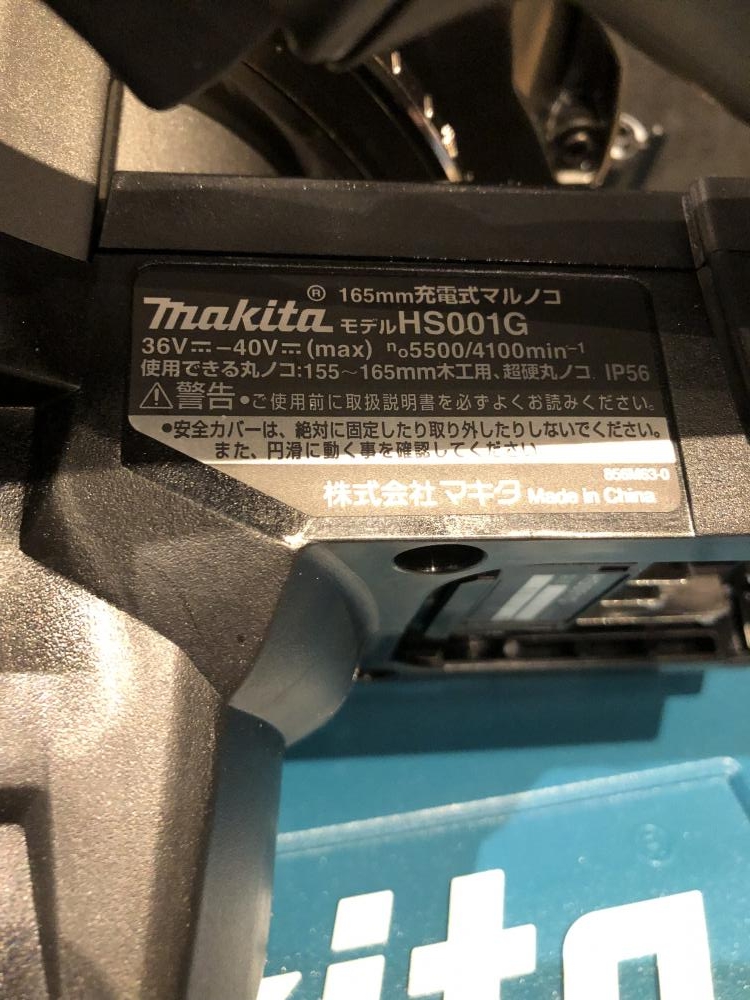 ® 165mm充電式マルノコ
makita モデルHS001G
36V⎓-40V⎓(max) n₀5500/4100min⁻¹
使用できる丸ノコ:155~165mm木工用、超硬丸ノコ IP56
⚠警告 •ご使用前に取扱説明書を必ずよくお読みください。
•安全カバーは、絶対に固定したり取り外したりしないでください。
また、円滑に動く事を確認してください
856M63-0
株式会社マキタ Made in China
kita